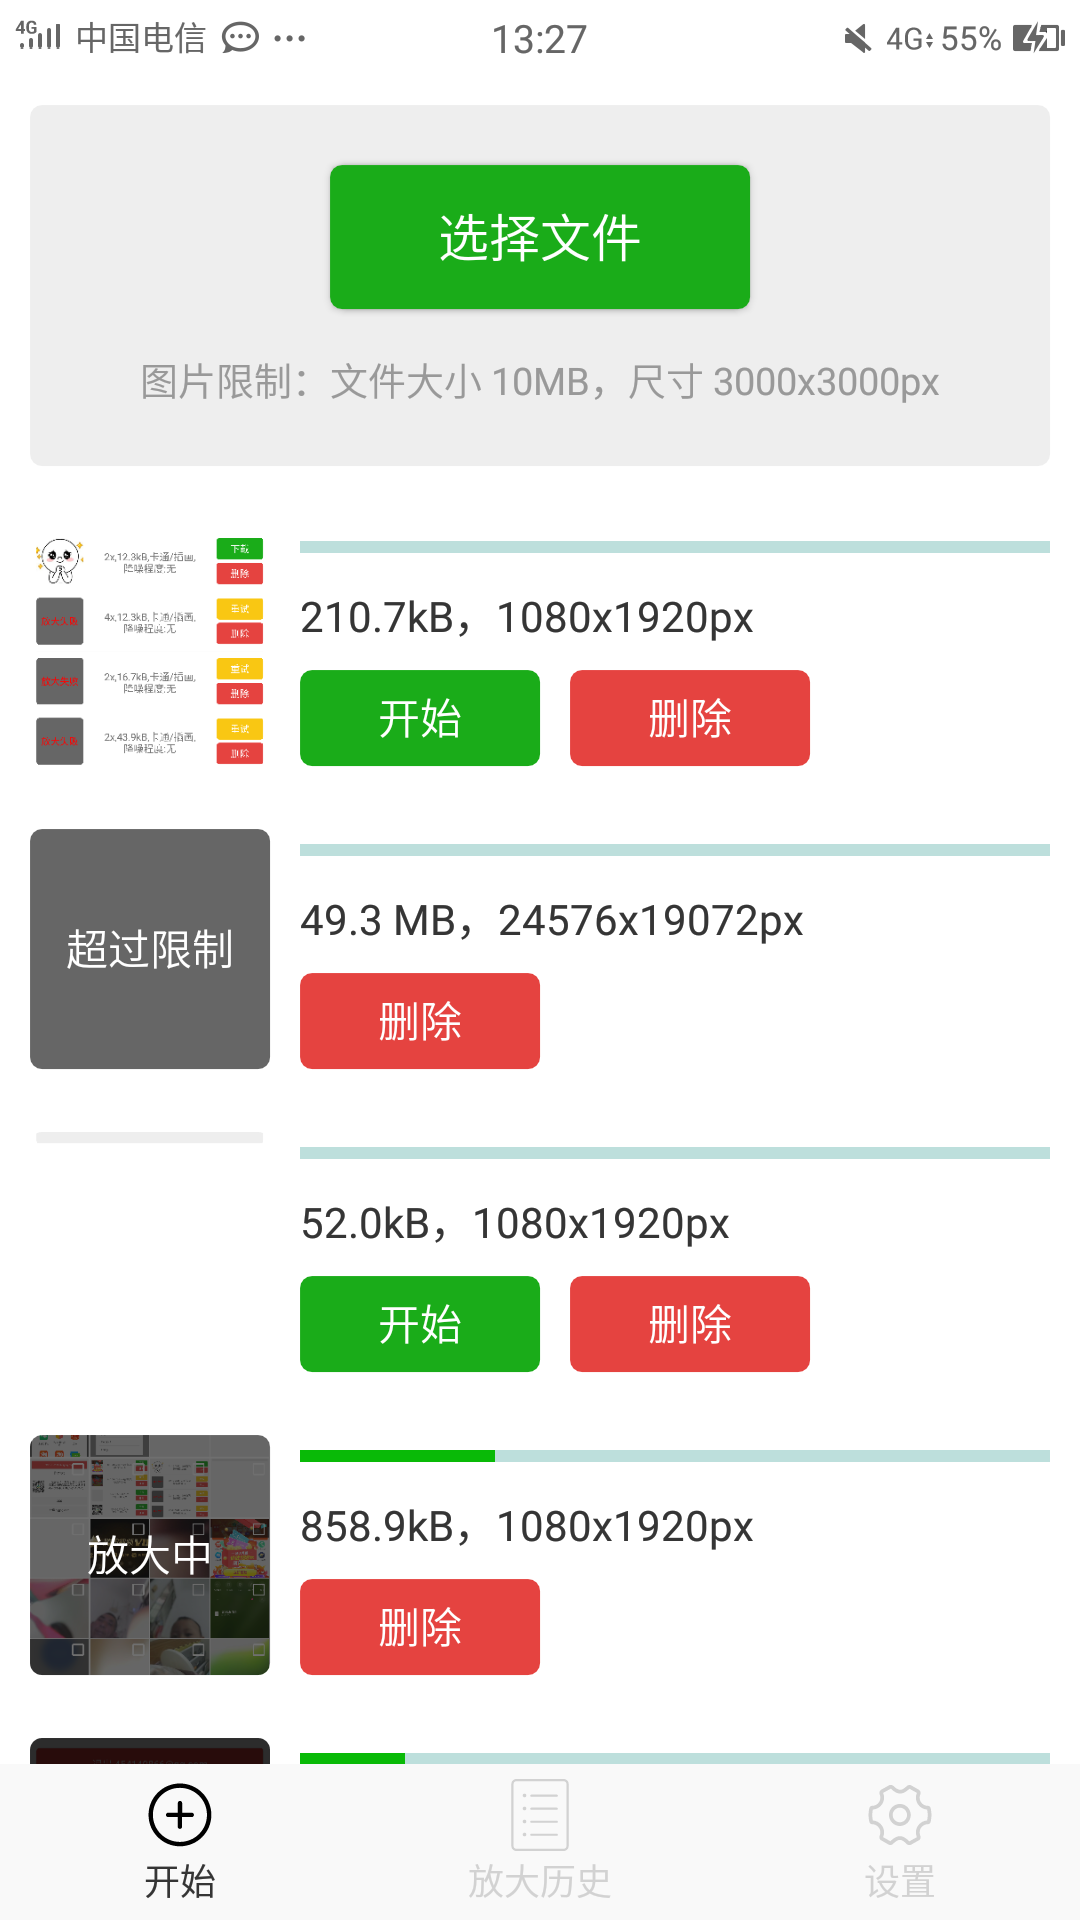 4G 中国电信 13:27 4G 55%
选择文件
图片限制：文件大小 10MB，尺寸 3000x3000px
2x,12.3kB,卡通/插画,
降噪程度:无
下载
删除
210.7kB，1080x1920px
放大失败
4x,12.3kB,卡通/插画,
降噪程度:无
重试
删除
放大失败
2x,16.7kB,卡通/插画,
降噪程度:无
重试
删除
放大失败
2x,43.9kB,卡通/插画,
降噪程度:无
重试
删除
开始 删除
超过限制
49.3 MB，24576x19072px
删除
52.0kB，1080x1920px
开始 删除
放大中
858.9kB，1080x1920px
删除
开始 放大历史 设置